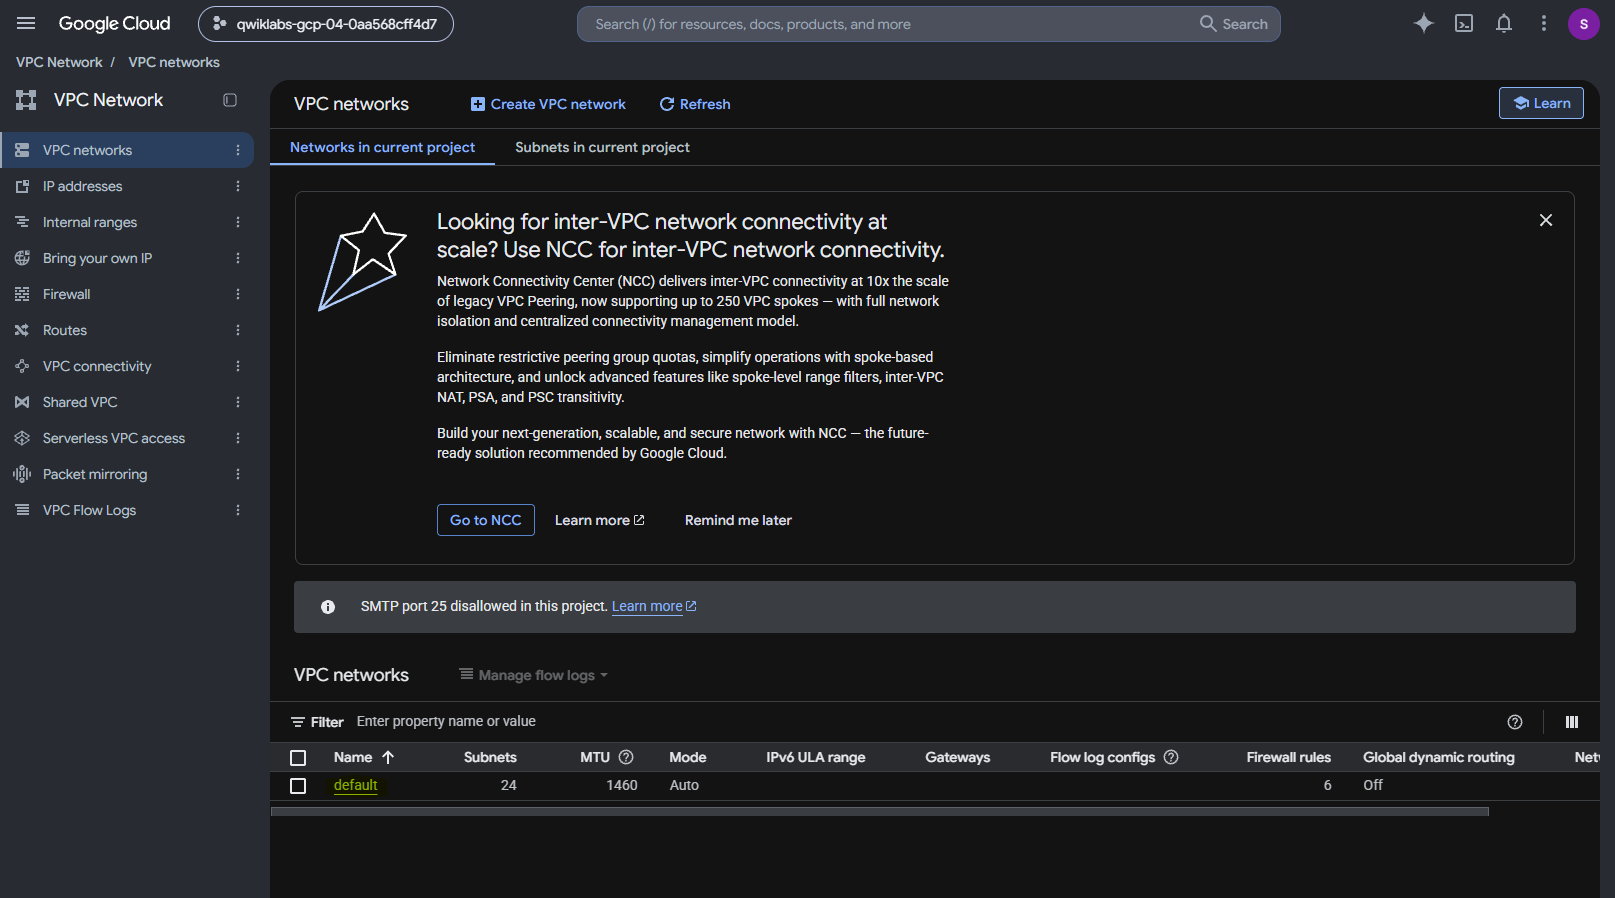 Google Cloud
qwiklabs-gcp-04-0aa568cff4d7
Search (/) for resources, docs, products, and more
Search
S
VPC Network / VPC networks
VPC Network
VPC networks
IP addresses
Internal ranges
Bring your own IP
Firewall
Routes
VPC connectivity
Shared VPC
Serverless VPC access
Packet mirroring
VPC Flow Logs
VPC networks
Create VPC network
Refresh
Learn
Networks in current project
Subnets in current project
Looking for inter-VPC network connectivity at
scale? Use NCC for inter-VPC network connectivity.
Network Connectivity Center (NCC) delivers inter-VPC connectivity at 10x the scale
of legacy VPC Peering, now supporting up to 250 VPC spokes — with full network
isolation and centralized connectivity management model.
Eliminate restrictive peering group quotas, simplify operations with spoke-based
architecture, and unlock advanced features like spoke-level range filters, inter-VPC
NAT, PSA, and PSC transitivity.
Build your next-generation, scalable, and secure network with NCC — the future-
ready solution recommended by Google Cloud.
Go to NCC
Learn more
Remind me later
SMTP port 25 disallowed in this project. Learn more
VPC networks
Manage flow logs
Filter Enter property name or value
Name Subnets MTU Mode IPv6 ULA range Gateways Flow log configs Firewall rules Global dynamic routing
default 24 1460 Auto 6 Off